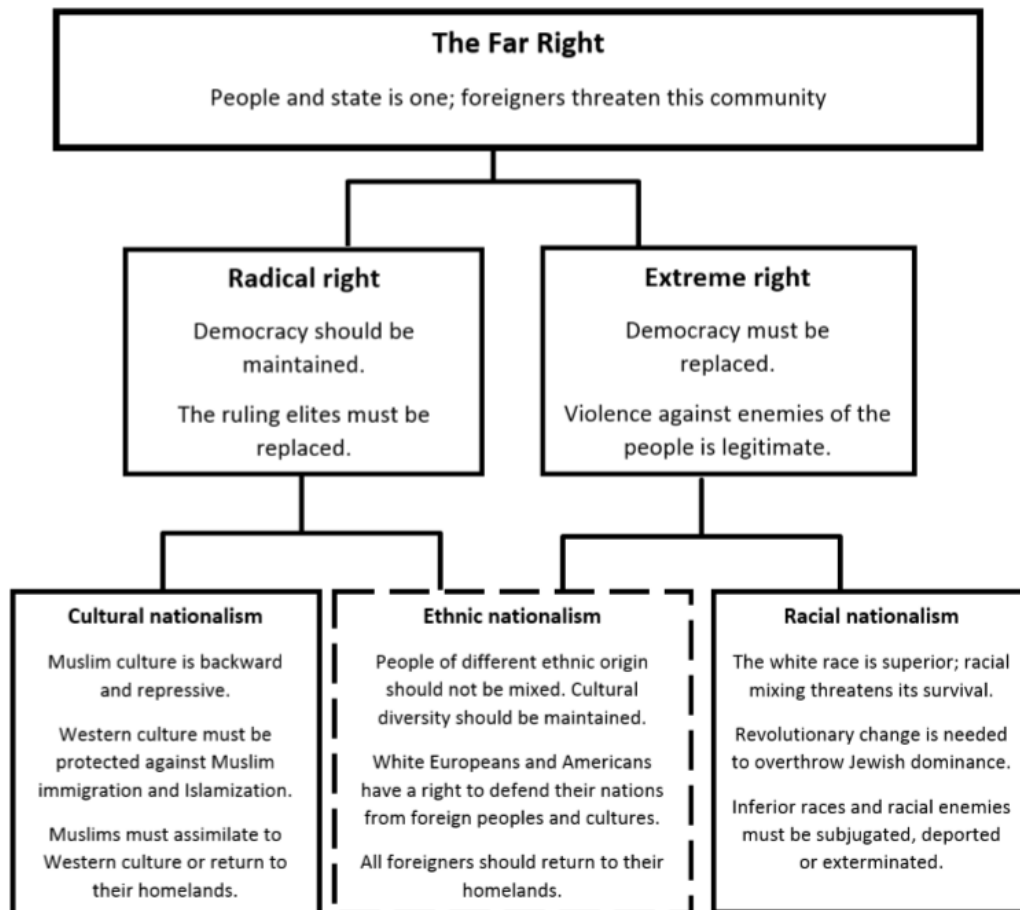 The Far Right
People and state is one; foreigners threaten this community
Radical right
Democracy should be
maintained.
The ruling elites must be
replaced.
Extreme right
Democracy must be
replaced.
Violence against enemies of the
people is legitimate.
Cultural nationalism
Muslim culture is backward
and repressive.
Western culture must be
protected against Muslim
immigration and Islamization.
Muslims must assimilate to
Western culture or return to
their homelands.
Ethnic nationalism
People of different ethnic origin
should not be mixed. Cultural
diversity should be maintained.
White Europeans and Americans
have a right to defend their nations
from foreign peoples and cultures.
All foreigners should return to their
homelands.
Racial nationalism
The white race is superior; racial
mixing threatens its survival.
Revolutionary change is needed
to overthrow Jewish dominance.
Inferior races and racial enemies
must be subjugated, deported
or exterminated.